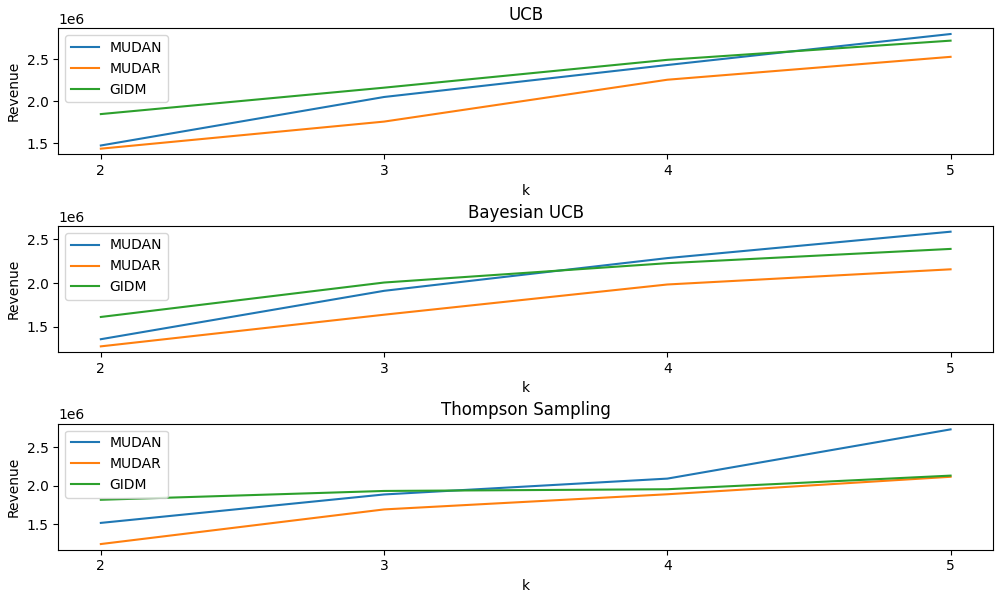 UCB
1e6
MUDAN
MUDAR
GIDM
Revenue
2.5
2.0
1.5
2 3 4 5
k
Bayesian UCB
1e6
MUDAN
MUDAR
GIDM
Revenue
2.5
2.0
1.5
2 3 4 5
k
Thompson Sampling
1e6
MUDAN
MUDAR
GIDM
Revenue
2.5
2.0
1.5
2 3 4 5
k